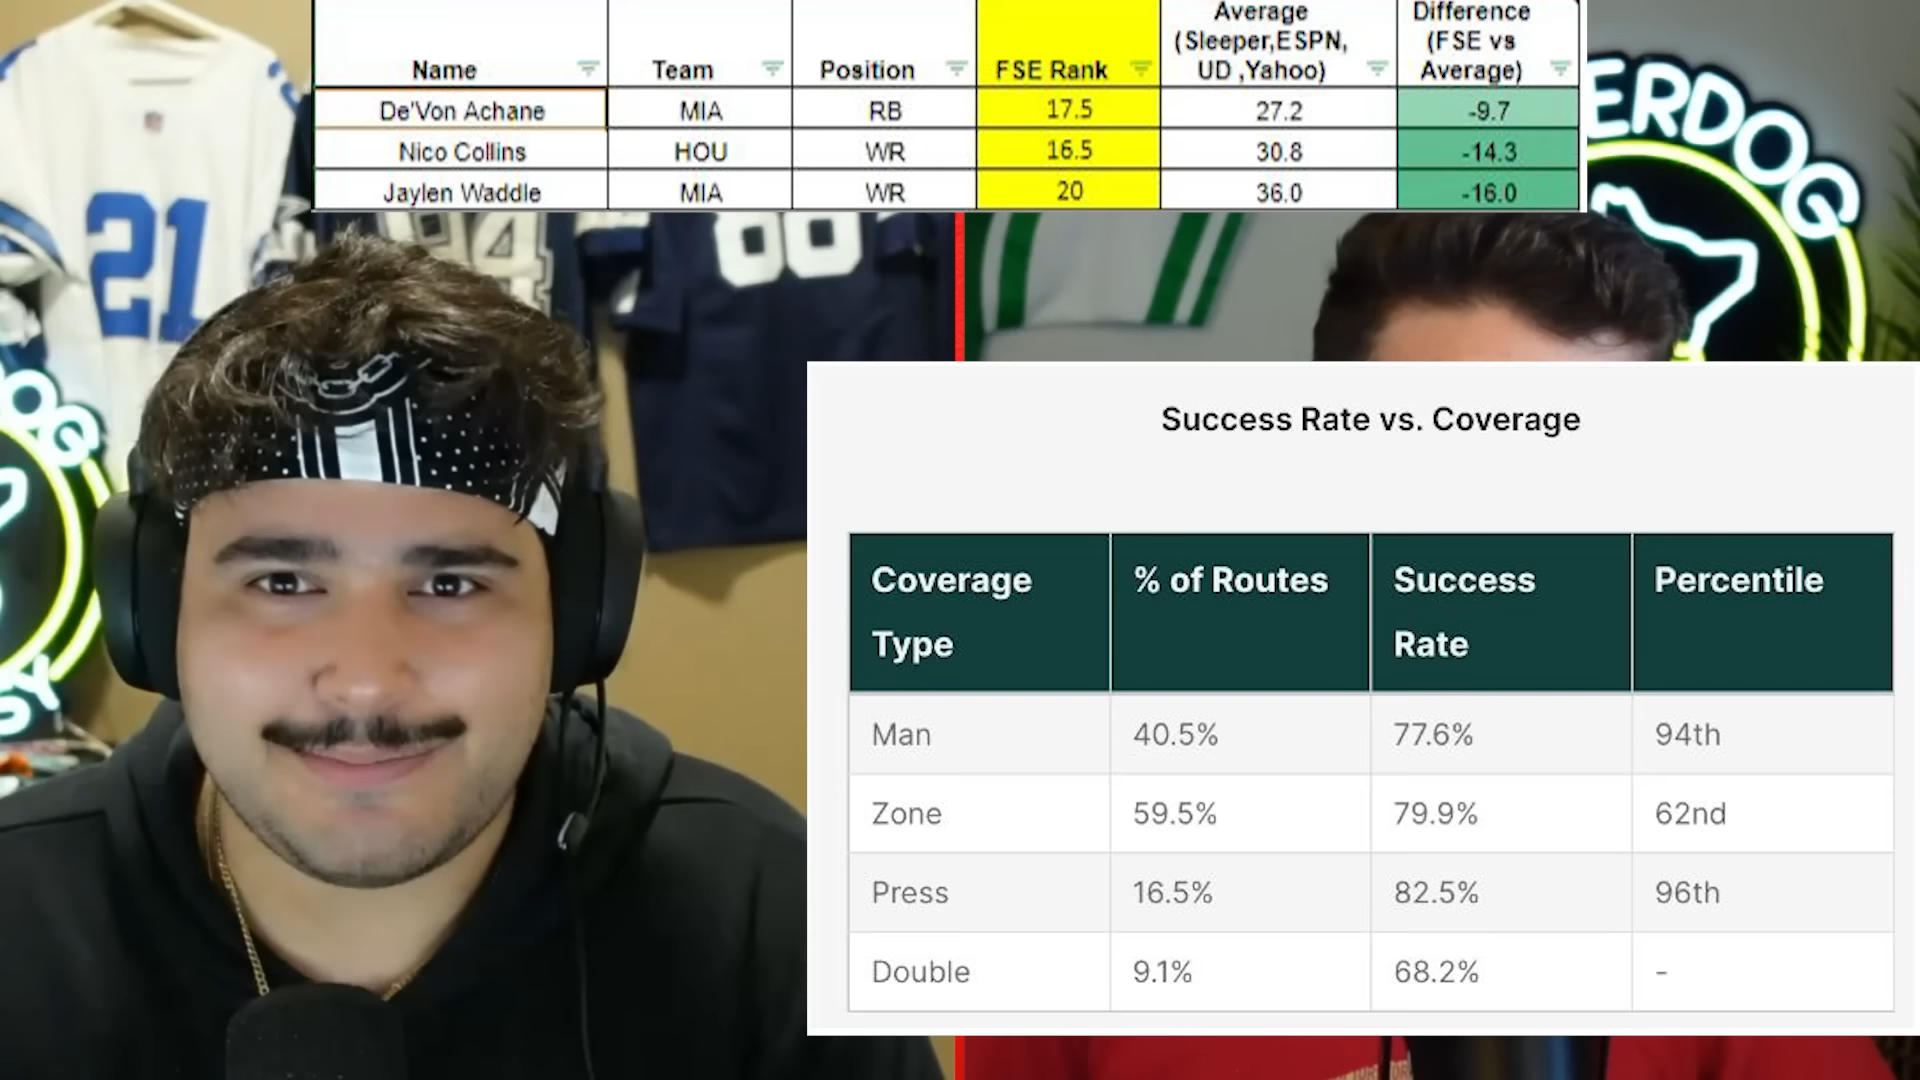 Name
Team
Position
FSE Rank
Average
(Sleeper,ESPN,
UD ,Yahoo)
Difference
(FSE vs
Average)
De'Von Achane MIA RB 17.5 27.2 -9.7
Nico Collins HOU WR 16.5 30.8 -14.3
Jaylen Waddle MIA WR 20 36.0 -16.0
ERDOG
21
94
88
Success Rate vs. Coverage
Coverage
Type
% of Routes
Success
Rate
Percentile
Man 40.5% 77.6% 94th
Zone 59.5% 79.9% 62nd
Press 16.5% 82.5% 96th
Double 9.1% 68.2% -
OG
SY